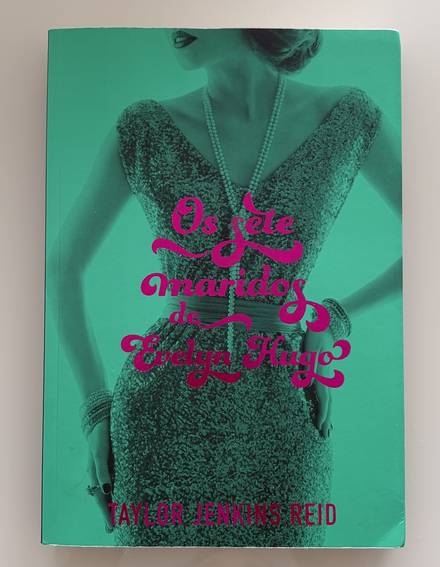 Os sete
maridos
de
Evelyn Hugo
TAYLOR JENKINS REID